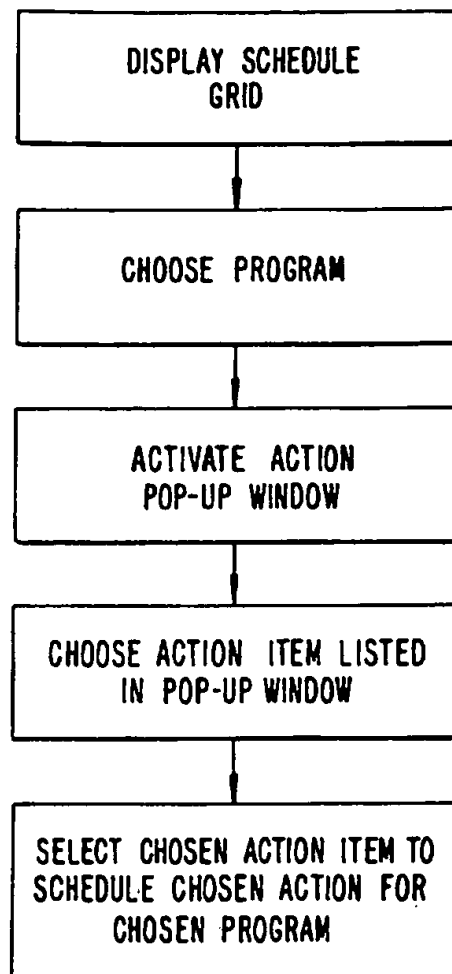 DISPLAY SCHEDULE
GRID
CHOOSE PROGRAM
ACTIVATE ACTION
POP-UP WINDOW
CHOOSE ACTION ITEM LISTED
IN POP-UP WINDOW
SELECT CHOSEN ACTION ITEM TO
SCHEDULE CHOSEN ACTION FOR
CHOSEN PROGRAM